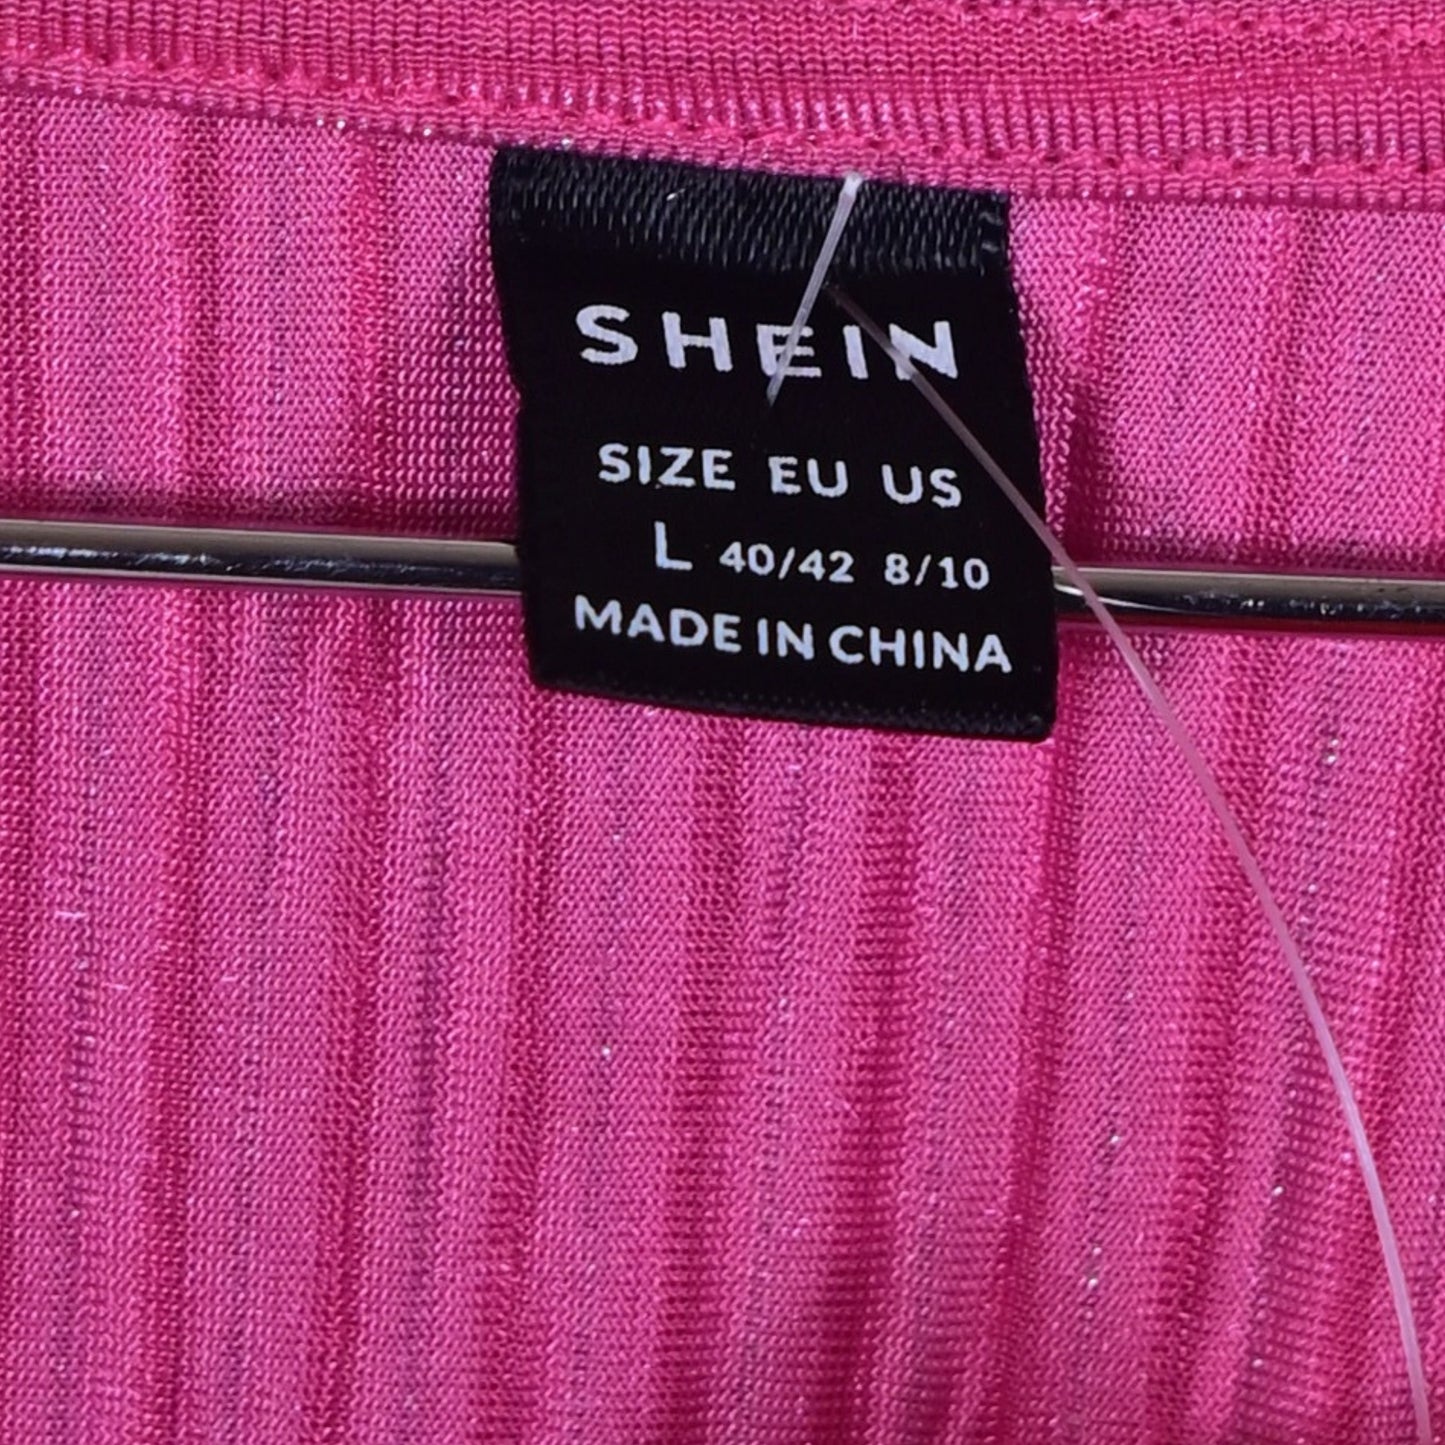 SHEIN
SIZE EU US
L 40/42 8/10
MADE IN CHINA